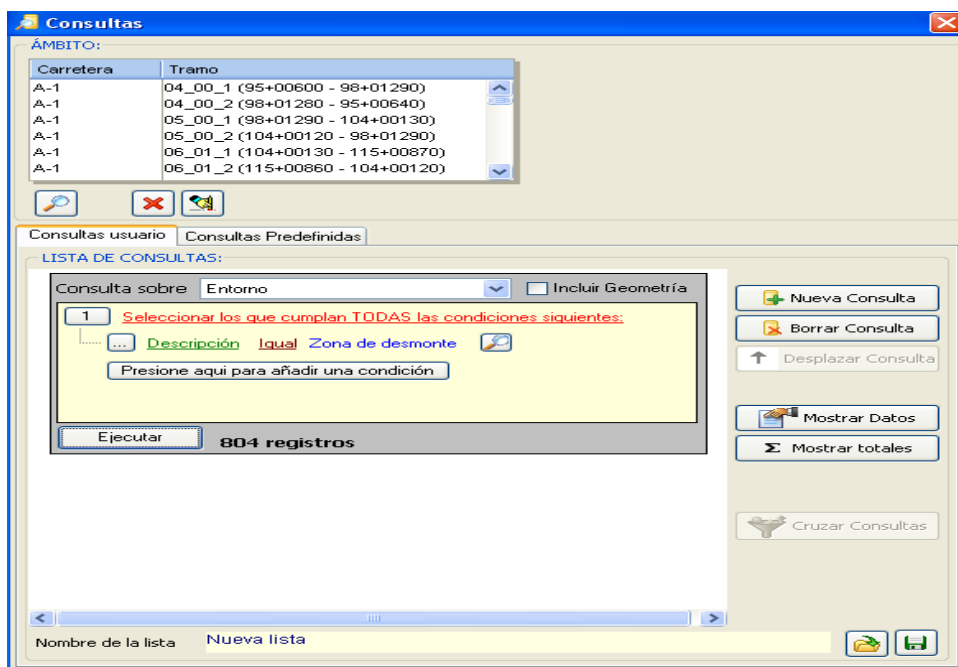 Consultas
ÁMBITO:
Carretera Tramo
A-1 04_00_1 (95+00600 - 98+01290)
A-1 04_00_2 (98+01280 - 95+00640)
A-1 05_00_1 (98+01290 - 104+00130)
A-1 05_00_2 (104+00120 - 98+01290)
A-1 06_01_1 (104+00130 - 115+00870)
A-1 06_01_2 (115+00860 - 104+00120)
Consultas usuario Consultas Predefinidas
LISTA DE CONSULTAS:
Consulta sobre Entorno Incluir Geometría
1 Seleccionar los que cumplan TODAS las condiciones siguientes:
... Descripción Igual Zona de desmonte
Presione aqui para añadir una condición
Ejecutar 804 registros
Nueva Consulta
Borrar Consulta
Desplazar Consulta
Mostrar Datos
Σ Mostrar totales
Cruzar Consultas
Nombre de la lista Nueva lista